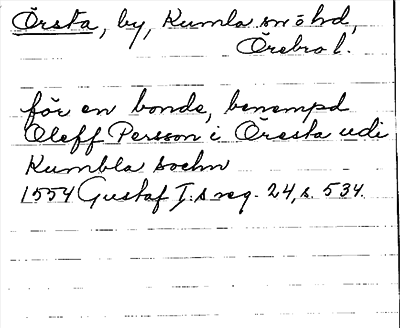 Örsta, by, Kumla sn o hd,
Örebro l.
för en bonde, benempd
Oleff Persson i Öresta udi
Kumbla sochn
1554 Gustaf I:s reg. 24, s. 534.